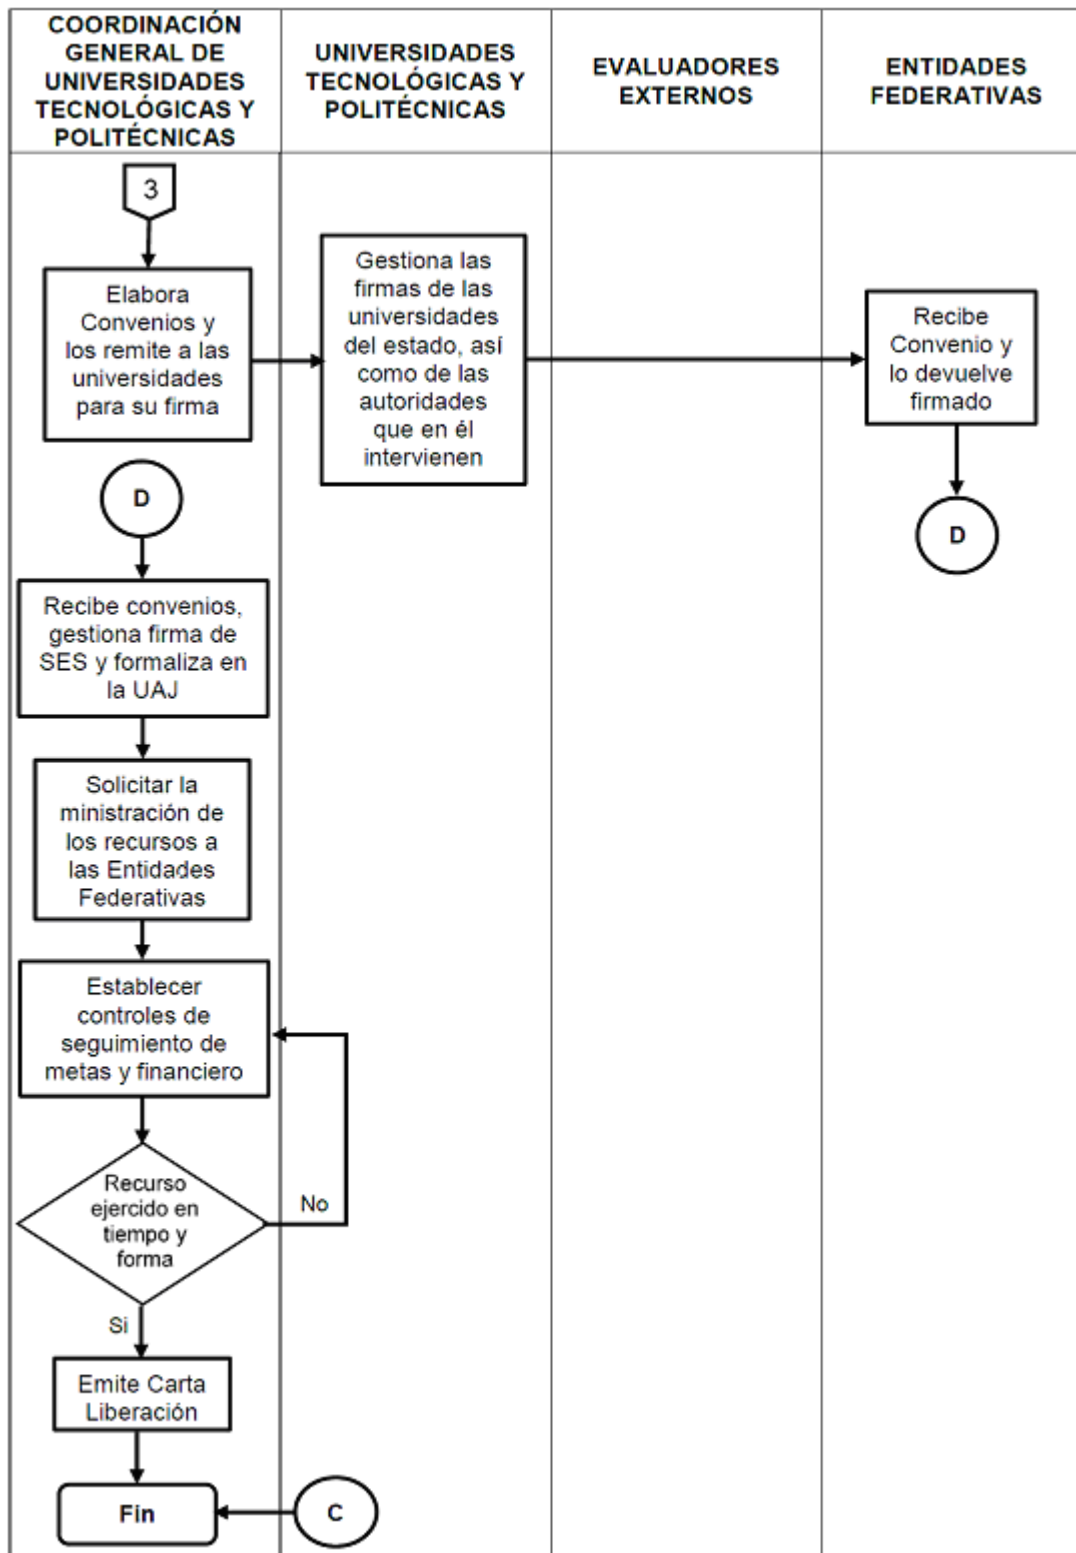 COORDINACIÓN
GENERAL DE
UNIVERSIDADES
TECNOLÓGICAS Y
POLITÉCNICAS
UNIVERSIDADES
TECNOLÓGICAS Y
POLITÉCNICAS
EVALUADORES
EXTERNOS
ENTIDADES
FEDERATIVAS
3
Elabora
Convenios y
los remite a las
universidades
para su firma
Gestiona las
firmas de las
universidades
del estado, así
como de las
autoridades
que en él
intervienen
Recibe
Convenio y
lo devuelve
firmado
D
D
Recibe convenios,
gestiona firma de
SES y formaliza en
la UAJ
Solicitar la
ministración de
los recursos a
las Entidades
Federativas
Establecer
controles de
seguimiento de
metas y financiero
Recurso
ejercido en
tiempo y
forma
No
Si
Emite Carta
Liberación
Fin
C